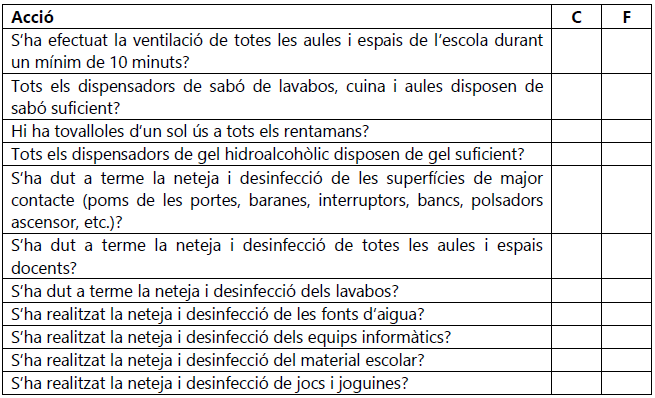 Acció C F
S'ha efectuat la ventilació de totes les aules i espais de l'escola durant
un mínim de 10 minuts?
Tots els dispensadors de sabó de lavabos, cuina i aules disposen de
sabó suficient?
Hi ha tovalloles d'un sol ús a tots els rentamans?
Tots els dispensadors de gel hidroalcohòlic disposen de gel suficient?
S'ha dut a terme la neteja i desinfecció de les superfícies de major
contacte (poms de les portes, baranes, interruptors, bancs, polsadors
ascensor, etc.)?
S'ha dut a terme la neteja i desinfecció de totes les aules i espais
docents?
S'ha dut a terme la neteja i desinfecció dels lavabos?
S'ha realitzat la neteja i desinfecció de les fonts d'aigua?
S'ha realitzat la neteja i desinfecció dels equips informàtics?
S'ha realitzat la neteja i desinfecció del material escolar?
S'ha realitzat la neteja i desinfecció de jocs i joguines?